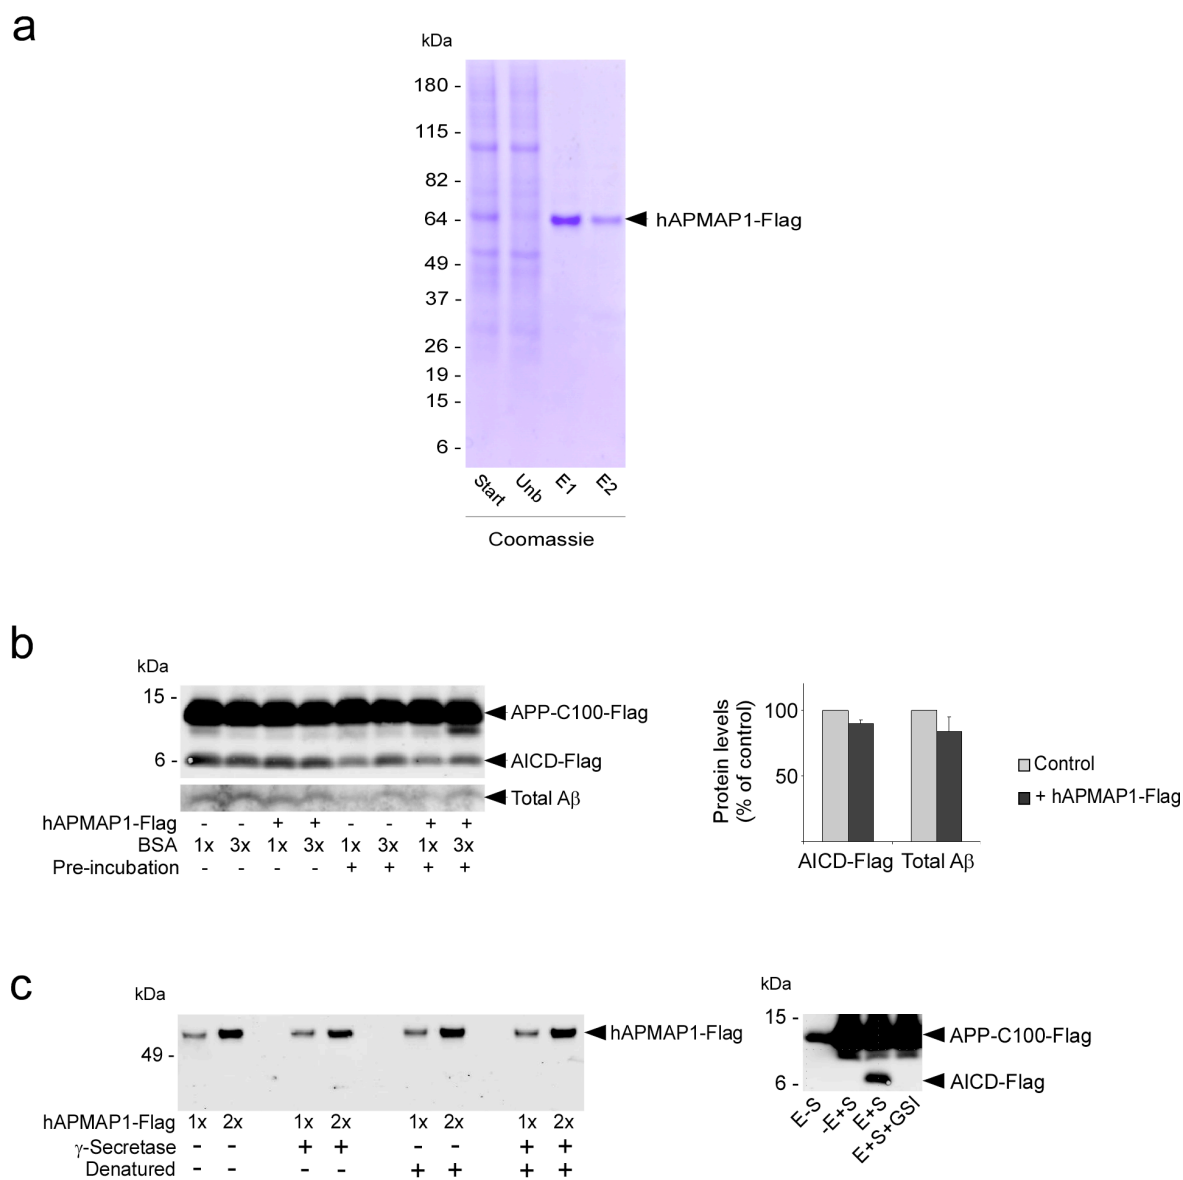 a
kDa
180 -
115 -
82 -
64 -
hAPMAP1-Flag
49 -
37 -
26 -
19 -
15 -
6 -
Start Unb E1 E2
Coomassie
b
kDa
15 -
APP-C100-Flag
6 -
AICD-Flag
Total Aβ
hAPMAP1-Flag - - + + - - + +
BSA 1x 3x 1x 3x 1x 3x 1x 3x
Pre-incubation - - - - + + + +
Protein levels
(% of control)
100
50
AICD-Flag Total Aβ
Control
+ hAPMAP1-Flag
c
kDa
hAPMAP1-Flag
49 -
hAPMAP1-Flag 1x 2x 1x 2x 1x 2x 1x 2x
γ-Secretase - - + + - - + +
Denatured - - - - + + + +
kDa
15 -
APP-C100-Flag
6 -
AICD-Flag
E-S -E+S E+S E+S+GSI